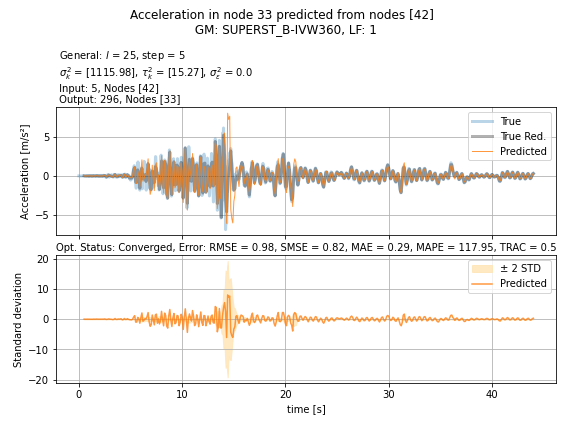 Acceleration in node 33 predicted from nodes [42]
GM: SUPERST_B-IVW360, LF: 1
General: l = 25, step = 5
σ²ₖ = [1115.98], τ²ₖ = [15.27], σ²ε = 0.0
Input: 5, Nodes [42]
Output: 296, Nodes [33]
Acceleration [m/s²]
5
0
−5
True
True Red.
Predicted
Opt. Status: Converged, Error: RMSE = 0.98, SMSE = 0.82, MAE = 0.29, MAPE = 117.95, TRAC = 0.5
Standard deviation
20
10
0
−10
−20
± 2 STD
Predicted
0 10 20 30 40
time [s]